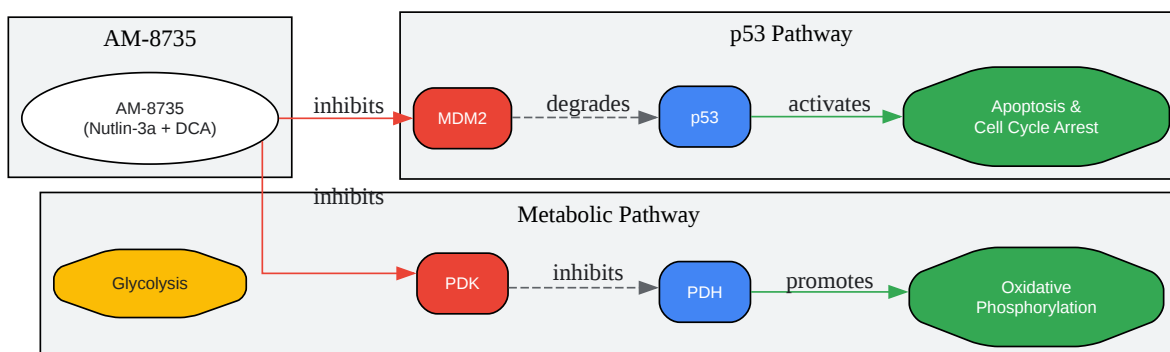 AM-8735
p53 Pathway
AM-8735
(Nutlin-3a + DCA)
inhibits
MDM2
degrades
p53
activates
Apoptosis &
Cell Cycle Arrest
inhibits
Metabolic Pathway
Glycolysis
PDK
inhibits
PDH
promotes
Oxidative
Phosphorylation